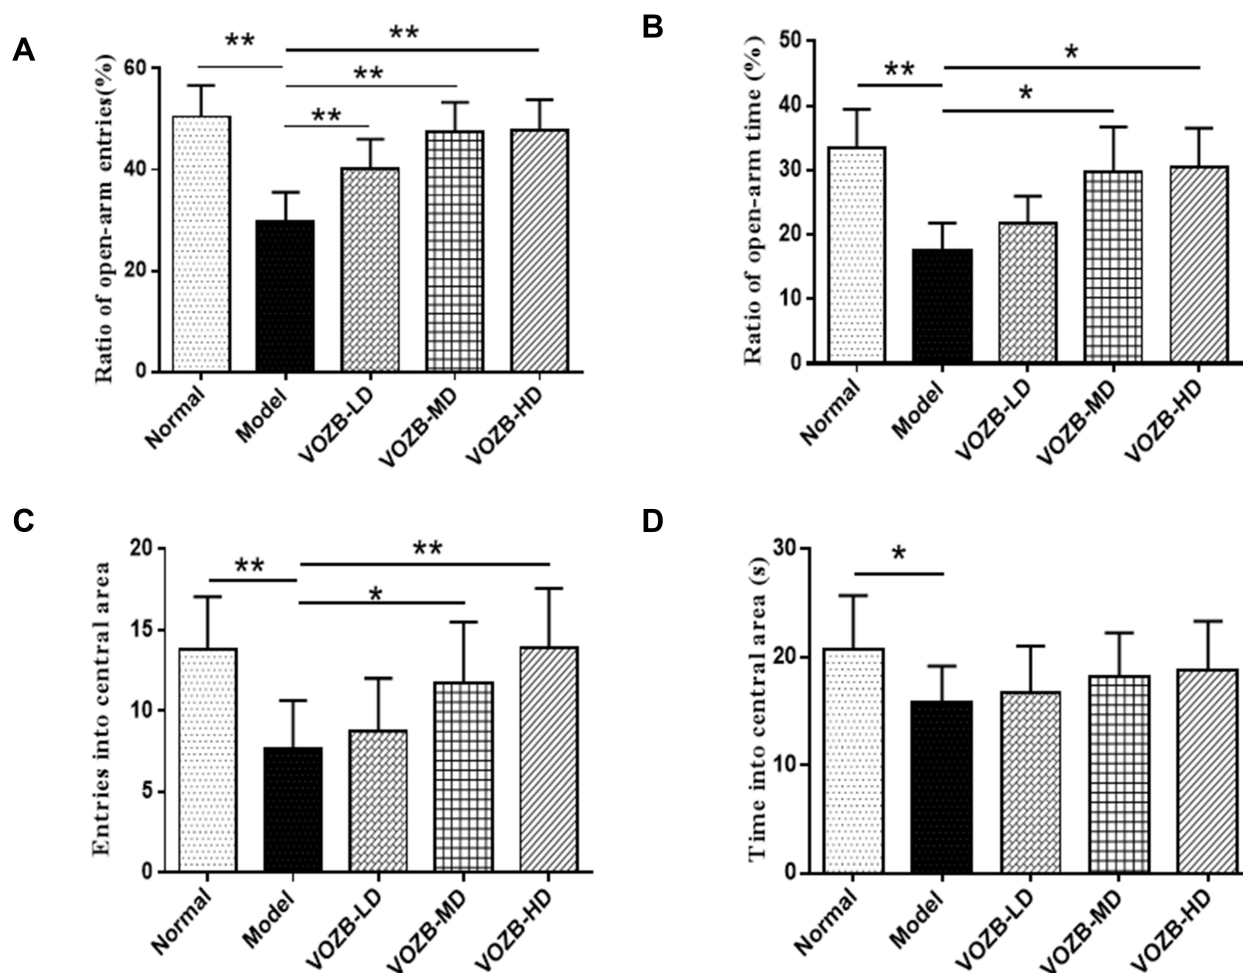 A
Ratio of open-arm entries(%)
60
40
20
0
**
**
**
**
Normal
Model
VOZB-LD
VOZB-MD
VOZB-HD
B
Ratio of open-arm time (%)
50
40
30
20
10
0
**
*
*
Normal
Model
VOZB-LD
VOZB-MD
VOZB-HD
C
Entries into central area
20
15
10
5
0
**
**
*
Normal
Model
VOZB-LD
VOZB-MD
VOZB-HD
D
Time into central area (s)
30
20
10
0
*
Normal
Model
VOZB-LD
VOZB-MD
VOZB-HD